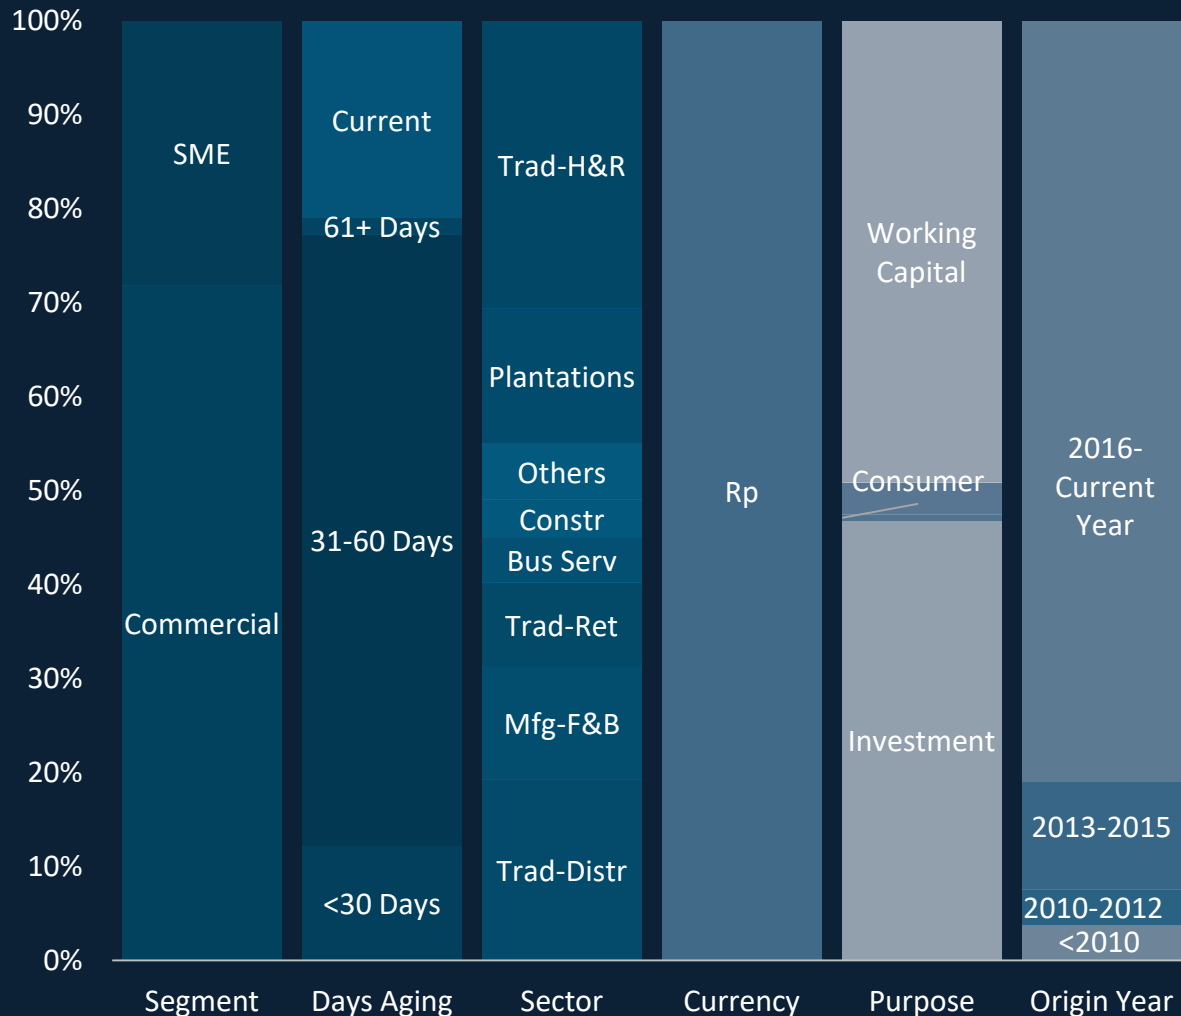 100%
90%
80%
70%
60%
50%
40%
30%
20%
10%
0%
SME
Commercial
Current
61+ Days
31-60 Days
<30 Days
Trad-H&R
Plantations
Others
Constr
Bus Serv
Trad-Ret
Mfg-F&B
Trad-Distr
Rp
Working
Capital
Consumer
Investment
2016-
Current
Year
2013-2015
2010-2012
<2010
Segment
Days Aging
Sector
Currency
Purpose
Origin Year